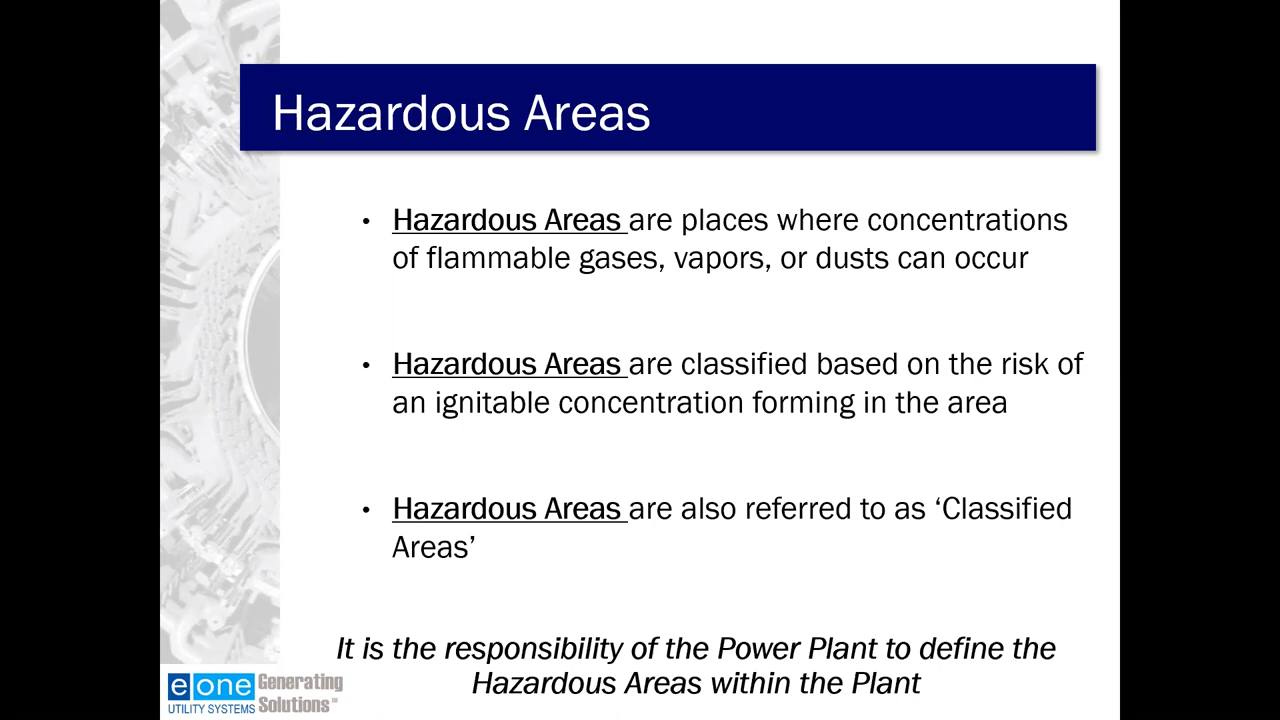 Hazardous Areas
• Hazardous Areas are places where concentrations
of flammable gases, vapors, or dusts can occur
• Hazardous Areas are classified based on the risk of
an ignitable concentration forming in the area
• Hazardous Areas are also referred to as ‘Classified
Areas’
It is the responsibility of the Power Plant to define the
Hazardous Areas within the Plant
e one
UTILITY SYSTEMS
Generating
Solutions℠